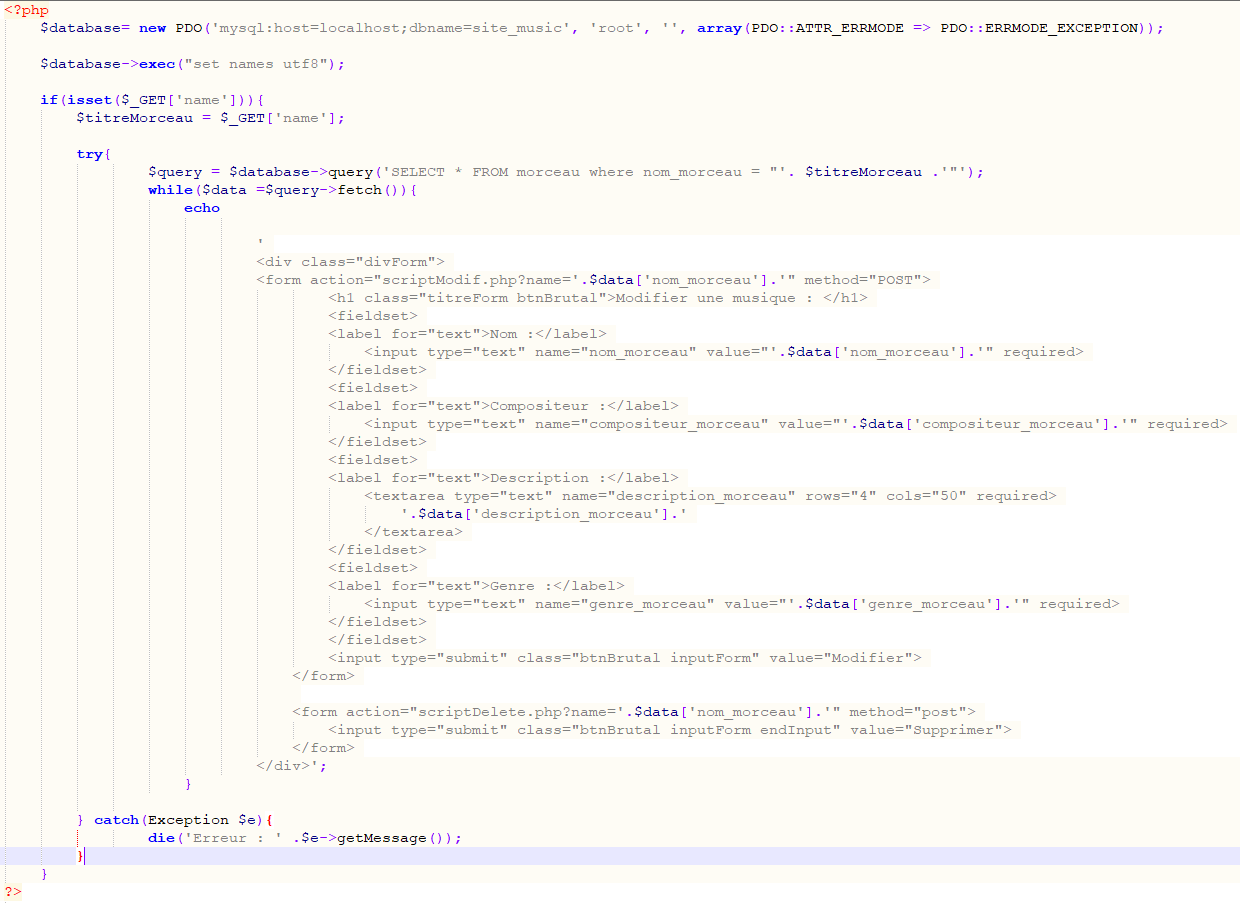 <?php
$database= new PDO('mysql:host=localhost;dbname=site_music', 'root', '', array(PDO::ATTR_ERRMODE => PDO::ERRMODE_EXCEPTION));
$database->exec("set names utf8");
if(isset($_GET['name'])){
$titreMorceau = $_GET['name'];
try{
$query = $database->query('SELECT * FROM morceau where nom_morceau = "'. $titreMorceau .'"');
while($data =$query->fetch()){
echo
'
<div class="divForm">
<form action="scriptModif.php?name='.$data['nom_morceau'].'" method="POST">
<h1 class="titreForm btnBrutal">Modifier une musique : </h1>
<fieldset>
<label for="text">Nom :</label>
<input type="text" name="nom_morceau" value="'.$data['nom_morceau'].'" required>
</fieldset>
<fieldset>
<label for="text">Compositeur :</label>
<input type="text" name="compositeur_morceau" value="'.$data['compositeur_morceau'].'" required>
</fieldset>
<fieldset>
<label for="text">Description :</label>
<textarea type="text" name="description_morceau" rows="4" cols="50" required>
'.$data['description_morceau'].'
</textarea>
</fieldset>
<fieldset>
<label for="text">Genre :</label>
<input type="text" name="genre_morceau" value="'.$data['genre_morceau'].'" required>
</fieldset>
</fieldset>
<input type="submit" class="btnBrutal inputForm" value="Modifier">
</form>
<form action="scriptDelete.php?name='.$data['nom_morceau'].'" method="post">
<input type="submit" class="btnBrutal inputForm endInput" value="Supprimer">
</form>
</div>';
}
} catch(Exception $e){
die('Erreur : ' .$e->getMessage());
}
}
?>